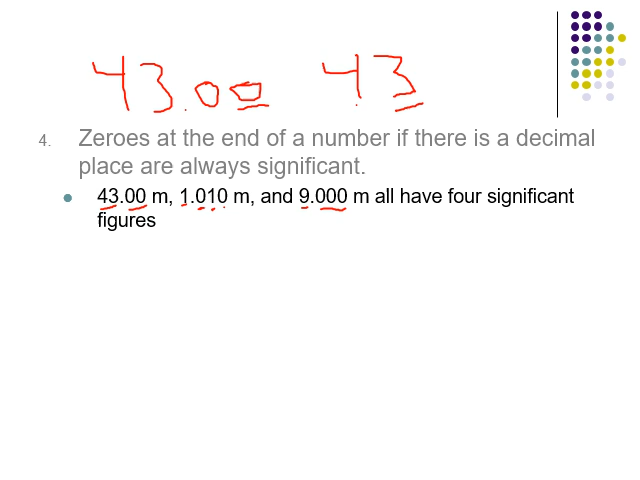 43.00 43
4. Zeroes at the end of a number if there is a decimal
place are always significant.
43.00 m, 1.010 m, and 9.000 m all have four significant
figures